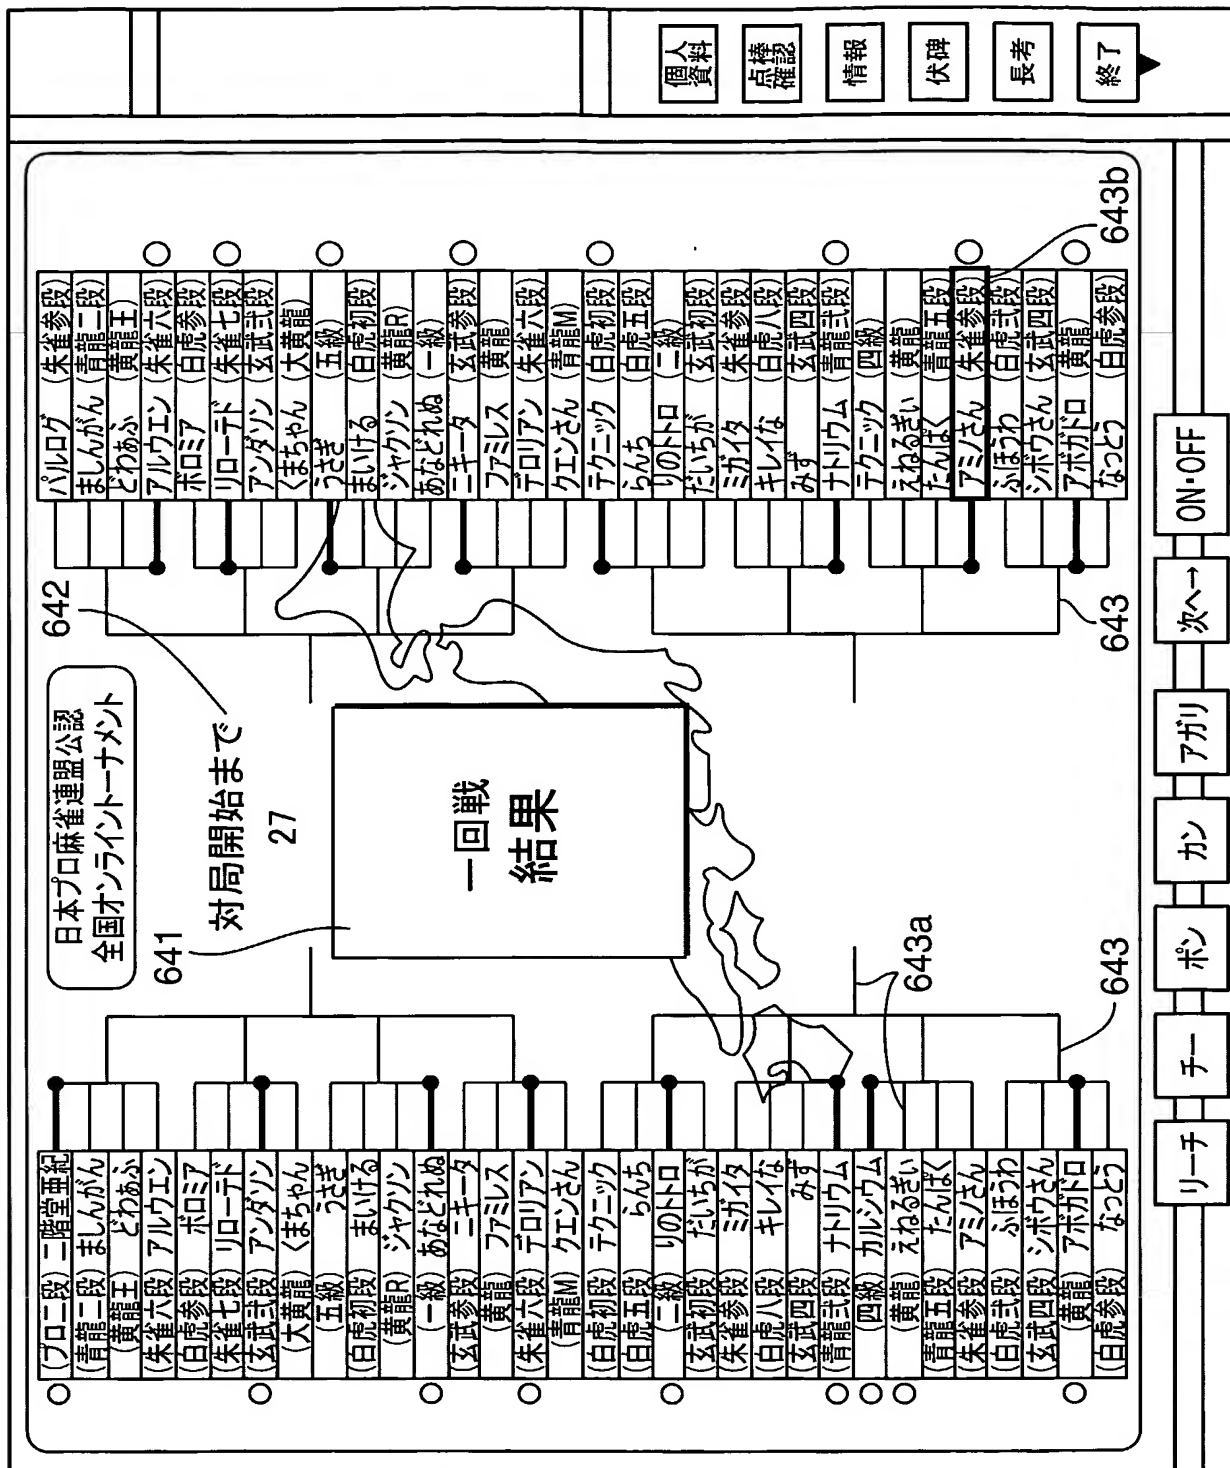 日本プロ麻雀連盟公認
全国オンライントーナメント
641
対局開始まで
642
27
一回戦
結果
(プロ二段) 二階堂亜紀
(青龍二段) ましんがん
(黄龍王) どわあふ
(朱雀六段) アルウエン
(白虎参段) ボロミア
(朱雀七段) リローテド
(玄武弐段) アンダソン
(大黄龍) くまちゃん
(五級) うさぎ
(白虎初段) まいける
(黄龍R) ジャクソン
(一級) あなどれぬ
(玄武参段) ニキータ
(黄龍) ファミレス
(朱雀六段) デロリアン
(青龍M) クエンさん
(白虎初段) テクニック
(白虎五段) らんち
(二級) りのトトロ
(玄武初段) だいちが
(朱雀参段) ミガイタ
(白虎八段) キレイな
(玄武四段) みず
(青龍弐段) ナトリウム
(四級) カルシウム
(黄龍) えねるぎい
(青龍五段) たんぱく
(朱雀参段) アミノさん
(白虎弐段) ふほうわ
(玄武四段) シボウさん
(黄龍) アボガドロ
(白虎参段) なっとう
パルログ (朱雀参段)
ましんがん (青龍二段)
どわあふ (黄龍王)
アルウエン (朱雀六段)
ボロミア (白虎参段)
リローテド (朱雀七段)
アンダソン (玄武弐段)
くまちゃん (大黄龍)
うさぎ (五級)
まいける (白虎初段)
ジャクソン (黄龍R)
あなどれぬ (一級)
ニキータ (玄武参段)
ファミレス (黄龍)
デロリアン (朱雀六段)
クエンさん (青龍M)
テクニック (白虎初段)
らんち (白虎五段)
りのトトロ (二級)
だいちが (玄武初段)
ミガイタ (朱雀参段)
キレイな (白虎八段)
みず (玄武四段)
ナトリウム (青龍弐段)
テクニック (四級)
えねるぎい (黄龍)
たんぱく (青龍五段)
アミノさん (朱雀参段)
ふほうわ (白虎弐段)
シボウさん (玄武四段)
アボガドロ (黄龍)
なっとう (白虎参段)
643a
643
643
643b
個人
資料
点棒
確認
情報
伏碑
長考
終了
リーチ
チー
ポン
カン
アガリ
次へ→
ON・OFF